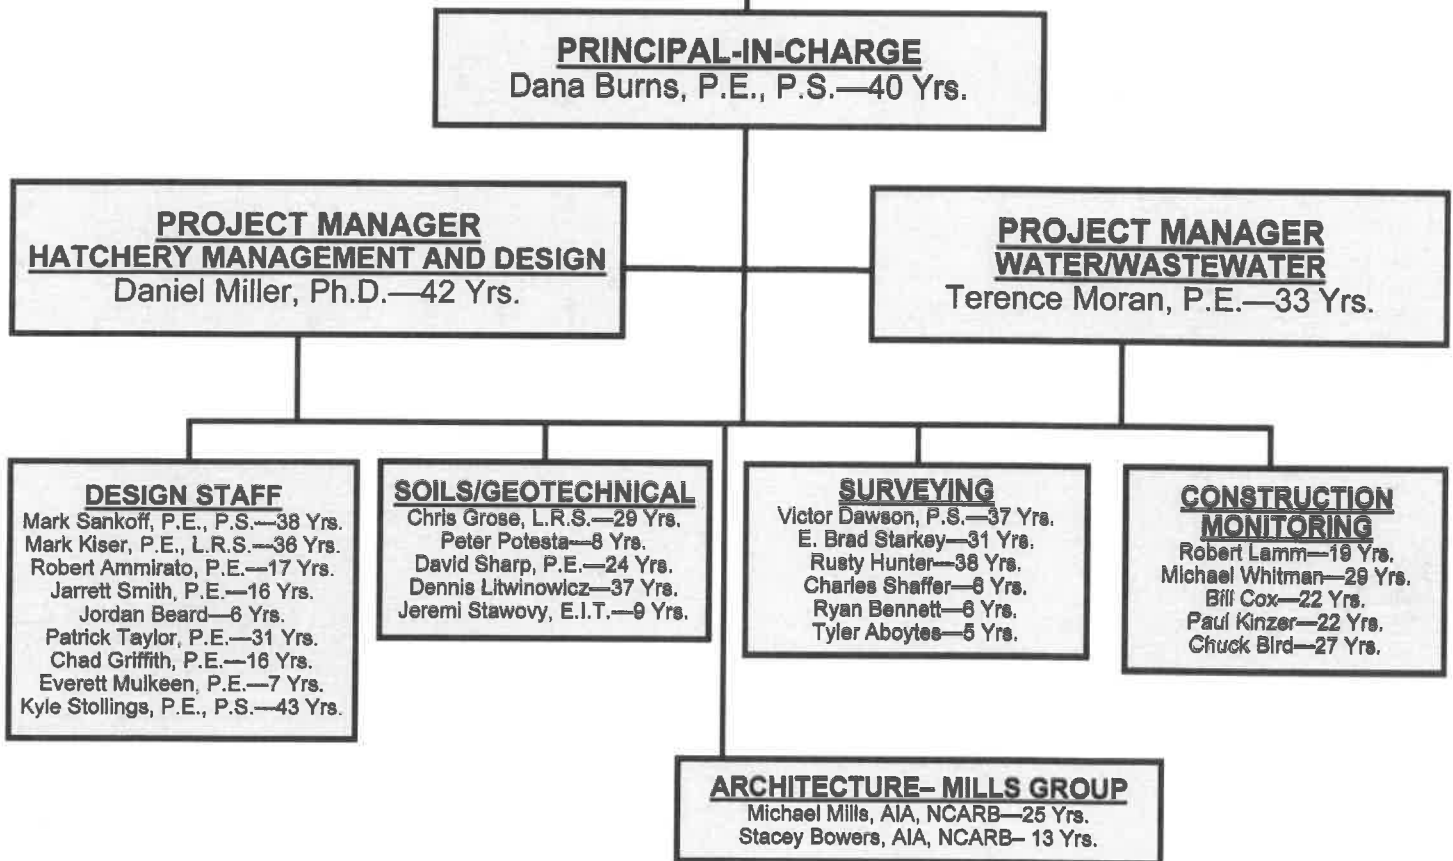 PRINCIPAL-IN-CHARGE
Dana Burns, P.E., P.S.—40 Yrs.
PROJECT MANAGER
HATCHERY MANAGEMENT AND DESIGN
Daniel Miller, Ph.D.—42 Yrs.
PROJECT MANAGER
WATER/WASTEWATER
Terence Moran, P.E.—33 Yrs.
DESIGN STAFF
Mark Sankoff, P.E., P.S.—38 Yrs.
Mark Kiser, P.E., L.R.S.—36 Yrs.
Robert Ammirato, P.E.—17 Yrs.
Jarrett Smith, P.E.—16 Yrs.
Jordan Beard—6 Yrs.
Patrick Taylor, P.E.—31 Yrs.
Chad Griffith, P.E.—16 Yrs.
Everett Mulkeen, P.E.—7 Yrs.
Kyle Stollings, P.E., P.S.—43 Yrs.
SOILS/GEOTECHNICAL
Chris Grose, L.R.S.—29 Yrs.
Peter Potesta—8 Yrs.
David Sharp, P.E.—24 Yrs.
Dennis Litwinowicz—37 Yrs.
Jeremi Stawovy, E.I.T.—9 Yrs.
SURVEYING
Victor Dawson, P.S.—37 Yrs.
E. Brad Starkey—31 Yrs.
Rusty Hunter—38 Yrs.
Charles Shaffer—6 Yrs.
Ryan Bennett—6 Yrs.
Tyler Aboytes—5 Yrs.
CONSTRUCTION
MONITORING
Robert Lamm—19 Yrs.
Michael Whitman—29 Yrs.
Bill Cox—22 Yrs.
Paul Kinzer—22 Yrs.
Chuck Bird—27 Yrs.
ARCHITECTURE– MILLS GROUP
Michael Mills, AIA, NCARB—25 Yrs.
Stacey Bowers, AIA, NCARB– 13 Yrs.